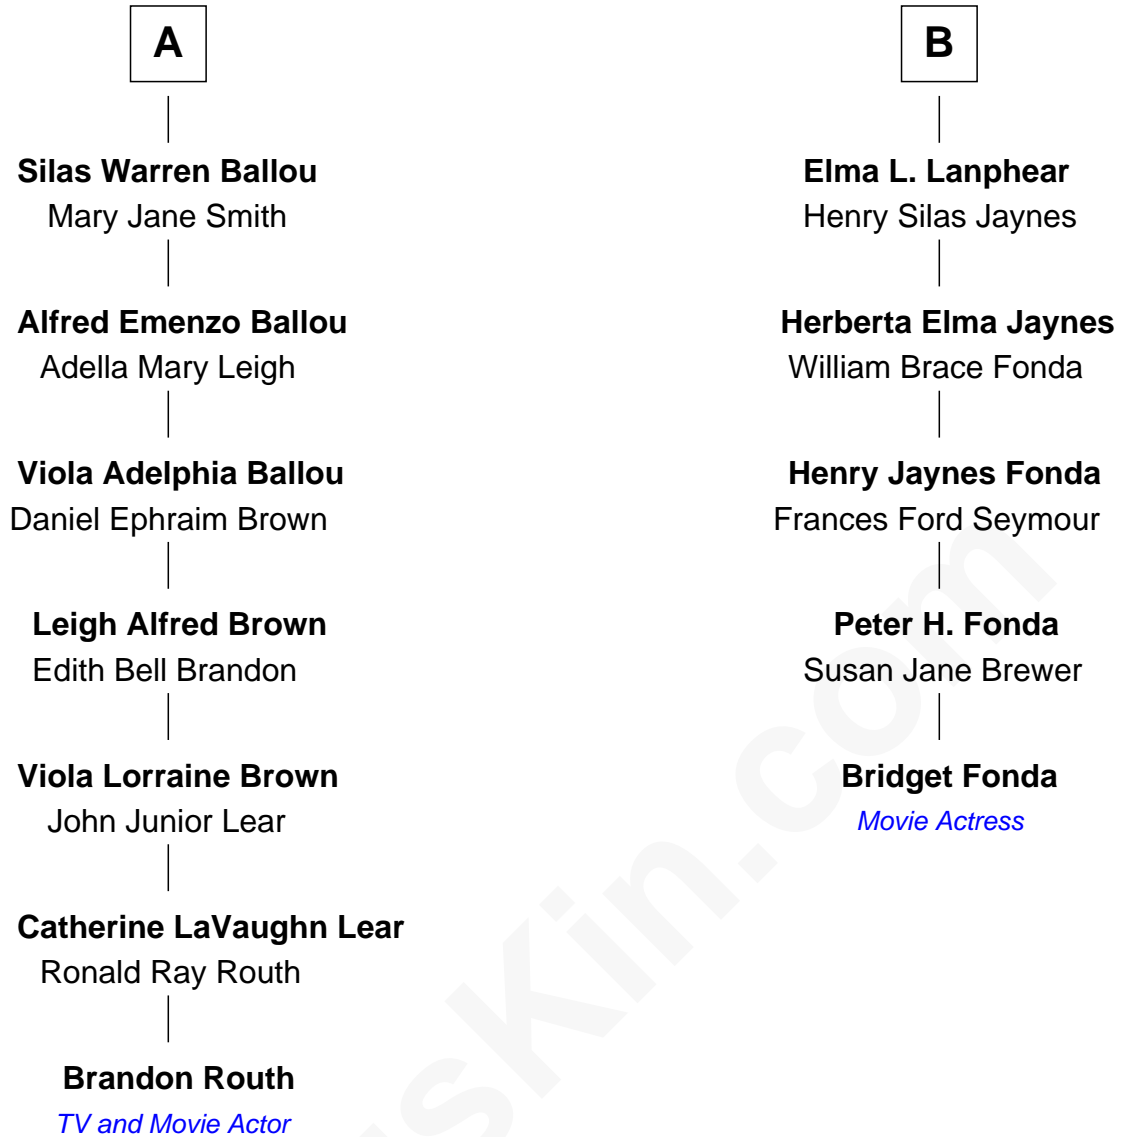 A
Silas Warren Ballou
Mary Jane Smith
Alfred Emenzo Ballou
Adella Mary Leigh
Viola Adelphia Ballou
Daniel Ephraim Brown
Leigh Alfred Brown
Edith Bell Brandon
Viola Lorraine Brown
John Junior Lear
Catherine LaVaughn Lear
Ronald Ray Routh
Brandon Routh
TV and Movie Actor
B
Elma L. Lanphear
Henry Silas Jaynes
Herberta Elma Jaynes
William Brace Fonda
Henry Jaynes Fonda
Frances Ford Seymour
Peter H. Fonda
Susan Jane Brewer
Bridget Fonda
Movie Actress
sKin.com